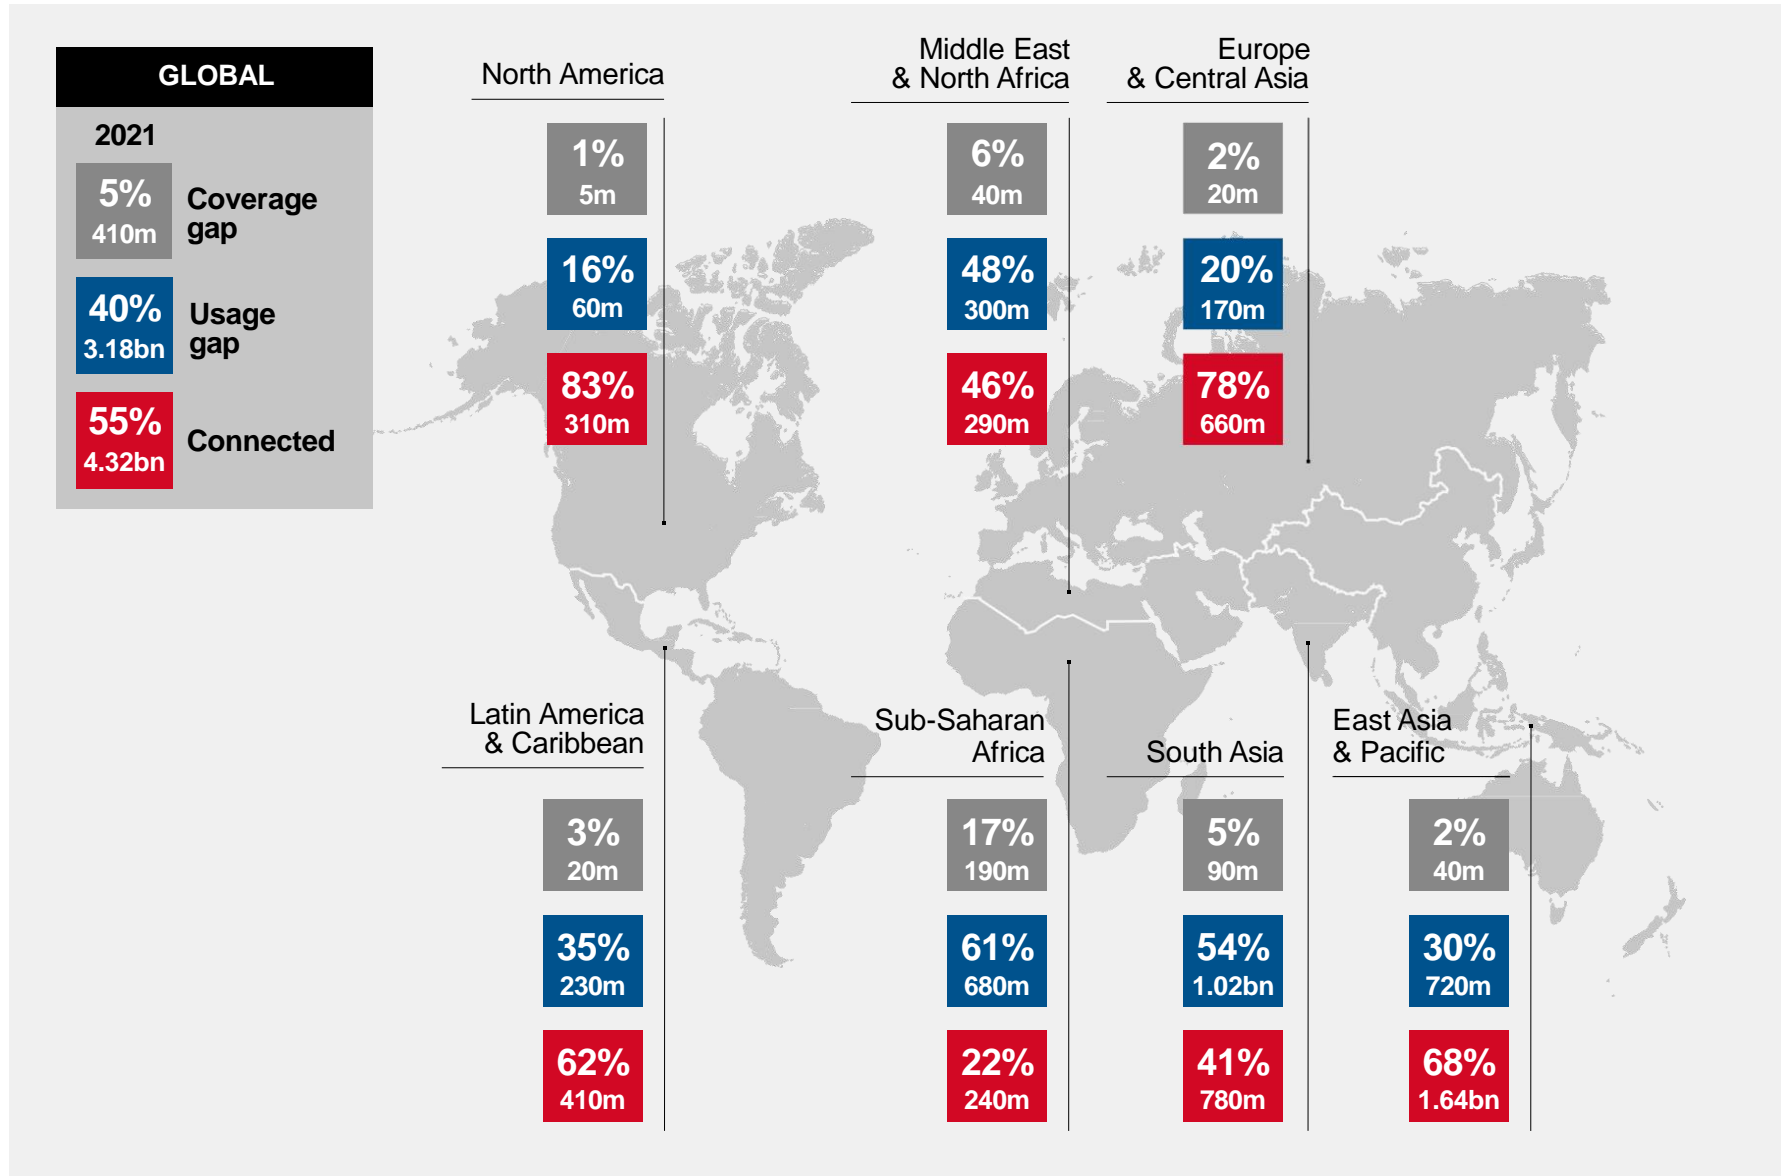 GLOBAL
2021
5%
410m
Coverage
gap
40%
3.18bn
Usage
gap
55%
4.32bn
Connected
North America
1%
5m
16%
60m
83%
310m
Middle East
& North Africa
6%
40m
48%
300m
46%
290m
Europe
& Central Asia
2%
20m
20%
170m
78%
660m
Latin America
& Caribbean
3%
20m
35%
230m
62%
410m
Sub-Saharan
Africa
17%
190m
61%
680m
22%
240m
South Asia
5%
90m
54%
1.02bn
41%
780m
East Asia
& Pacific
2%
40m
30%
720m
68%
1.64bn